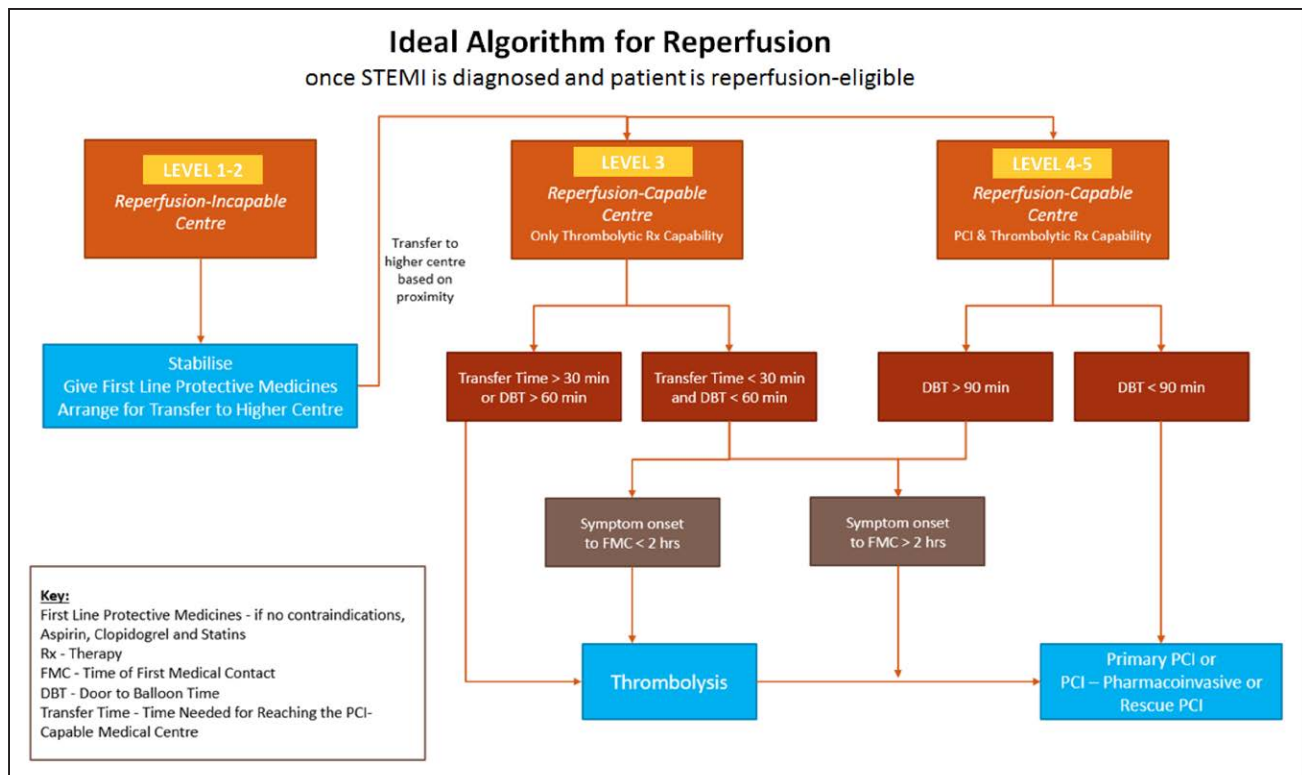 Ideal Algorithm for Reperfusion
once STEMI is diagnosed and patient is reperfusion-eligible
LEVEL 1-2
Reperfusion-Incapable
Centre
Transfer to
higher centre
based on
proximity
LEVEL 3
Reperfusion-Capable
Centre
Only Thrombolytic Rx Capability
LEVEL 4-5
Reperfusion-Capable
Centre
PCI & Thrombolytic Rx Capability
Stabilise
Give First Line Protective Medicines
Arrange for Transfer to Higher Centre
Transfer Time > 30 min
or DBT > 60 min
Transfer Time < 30 min
and DBT < 60 min
DBT > 90 min
DBT < 90 min
Symptom onset
to FMC < 2 hrs
Symptom onset
to FMC > 2 hrs
Thrombolysis
Primary PCI or
PCI – Pharmacoinvasive or
Rescue PCI
Key:
First Line Protective Medicines - if no contraindications,
Aspirin, Clopidogrel and Statins
Rx - Therapy
FMC - Time of First Medical Contact
DBT - Door to Balloon Time
Transfer Time - Time Needed for Reaching the PCI-
Capable Medical Centre